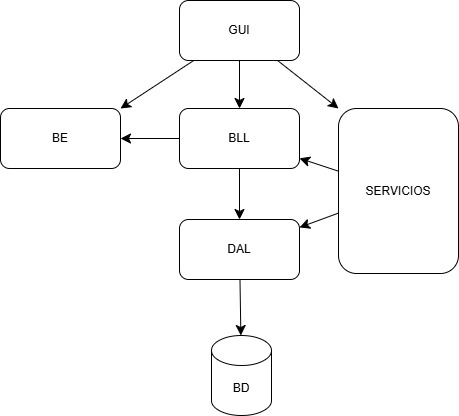 GUI
BE
BLL
SERVICIOS
DAL
BD